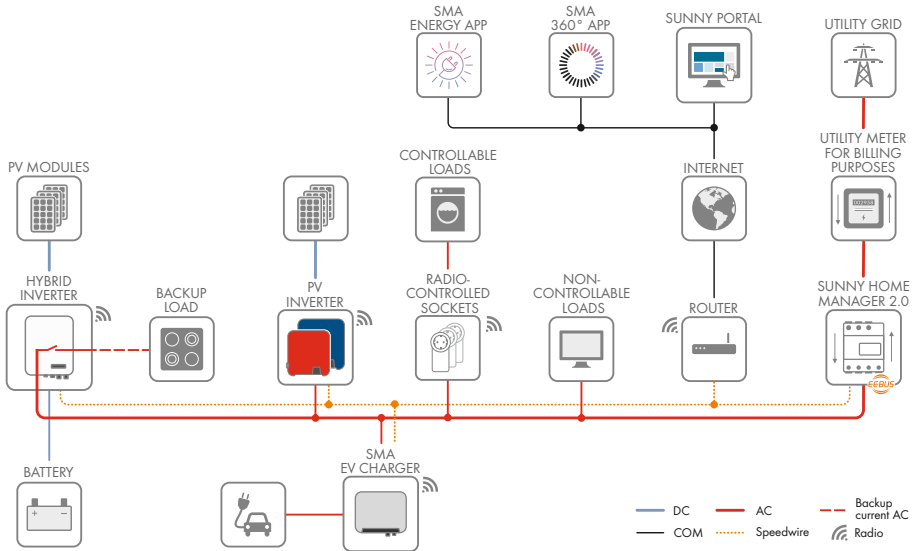 SMA
ENERGY APP
SMA
360° APP
SUNNY PORTAL
UTILITY GRID
PV MODULES
CONTROLLABLE
LOADS
INTERNET
UTILITY METER
FOR BILLING
PURPOSES
HYBRID
INVERTER
BACKUP
LOAD
PV
INVERTER
RADIO-
CONTROLLED
SOCKETS
NON-
CONTROLLABLE
LOADS
ROUTER
SUNNY HOME
MANAGER 2.0
EEBUS
BATTERY
SMA
EV CHARGER
DC
AC
Backup
current AC
COM
Speedwire
Radio